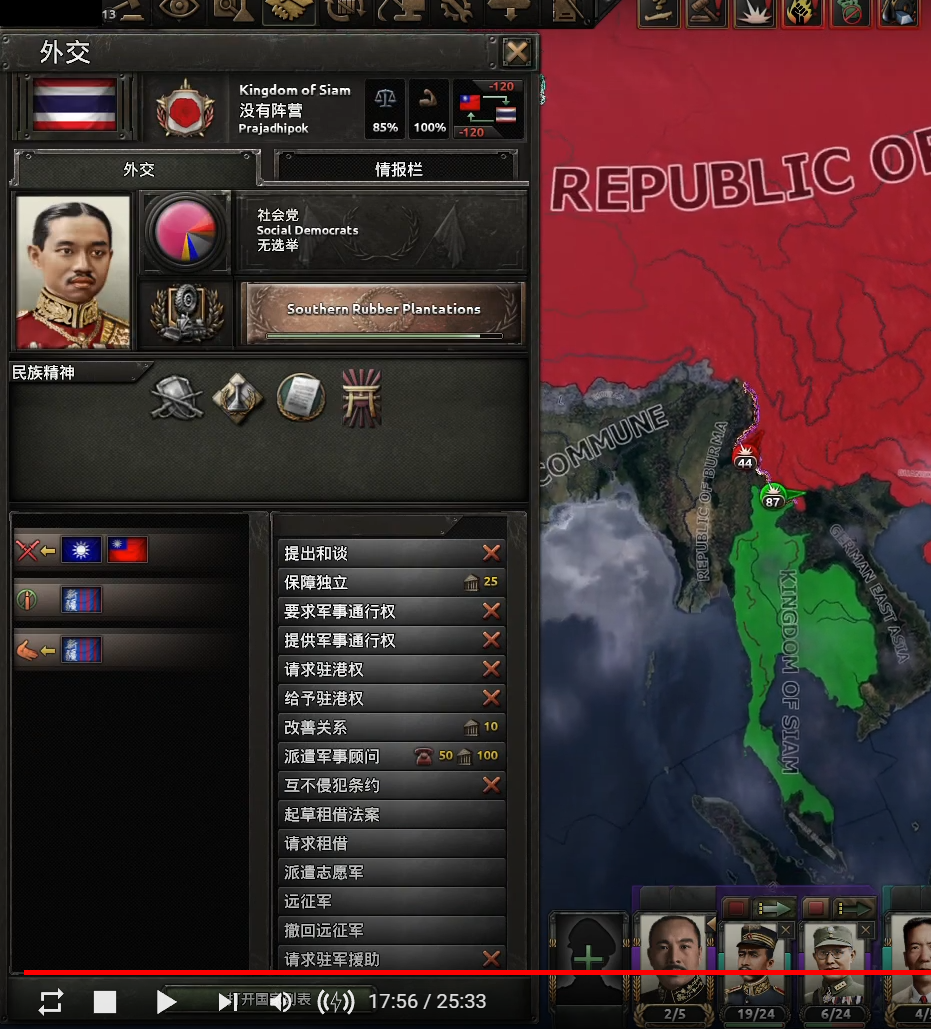 13
外交
Kingdom of Siam
没有阵营
Prajadhipok
85%
100%
-120
-120
外交
情报栏
社会党
Social Democrats
无选举
Southern Rubber Plantations
民族精神
提出和谈
保障独立 25
要求军事通行权
提供军事通行权
请求驻港权
给予驻港权
改善关系 10
派遣军事顾问 50 100
互不侵犯条约
起草租借法案
请求租借
派遣志愿军
远征军
撤回远征军
请求驻军援助
REPUBLIC OF
COMMUNE
REPUBLIC OF BURMA
44
87
GERMAN EAST ASIA
KINGDOM OF SIAM
2/5
19/24
6/24
4/
17:56 / 25:33